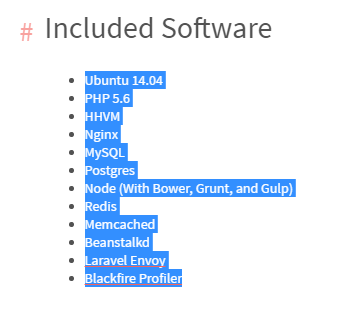 # Included Software
Ubuntu 14.04
PHP 5.6
HHVM
Nginx
MySQL
Postgres
Node (With Bower, Grunt, and Gulp)
Redis
Memcached
Beanstalkd
Laravel Envoy
Blackfire Profiler